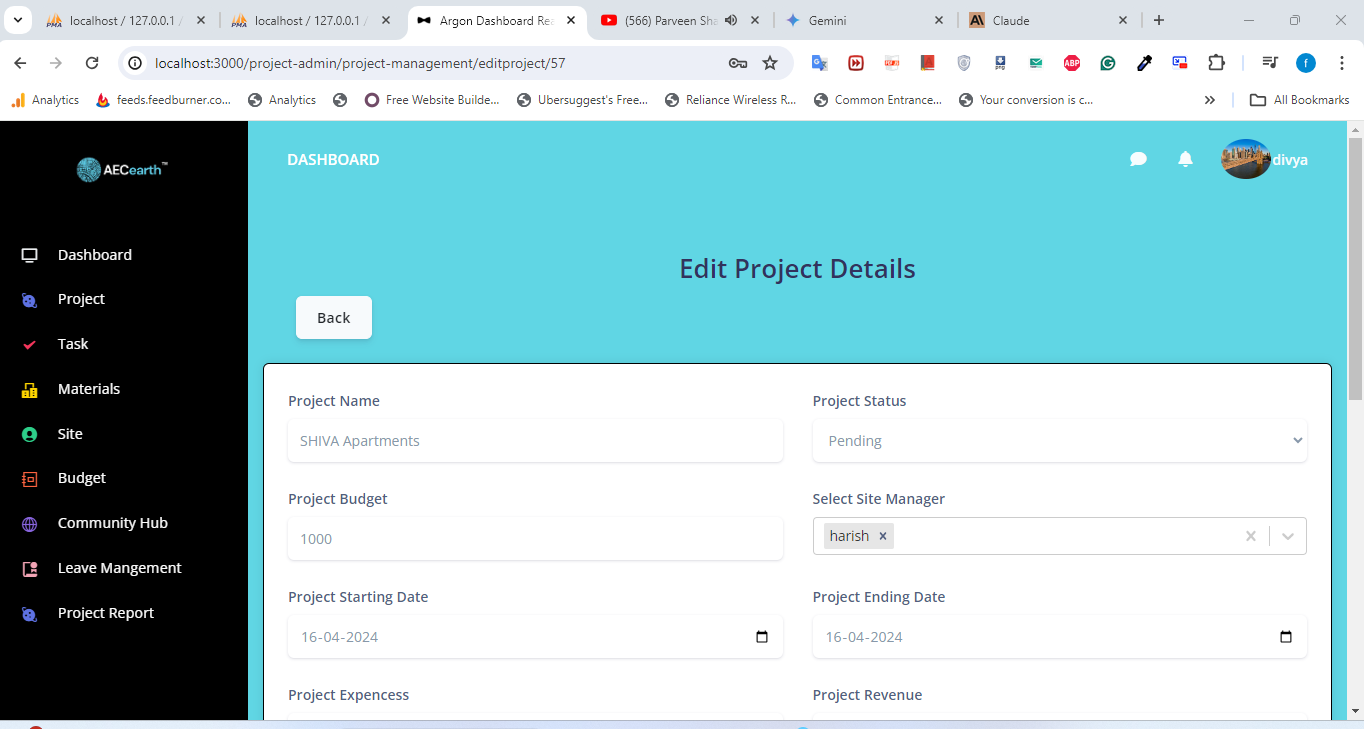 localhost / 127.0.0.1
localhost / 127.0.0.1
Argon Dashboard Rea
(566) Parveen Sha
Gemini
Claude
localhost:3000/project-admin/project-management/editproject/57
Analytics
feeds.feedburner.co...
Analytics
Free Website Builde...
Ubersuggest's Free...
Reliance Wireless R...
Common Entrance...
Your conversion is c...
All Bookmarks
AECearth™
DASHBOARD
divya
Dashboard
Project
Task
Materials
Site
Budget
Community Hub
Leave Mangement
Project Report
Edit Project Details
Back
Project Name
Project Status
SHIVA Apartments
Pending
Project Budget
Select Site Manager
1000
harish
Project Starting Date
Project Ending Date
16-04-2024
16-04-2024
Project Expencess
Project Revenue